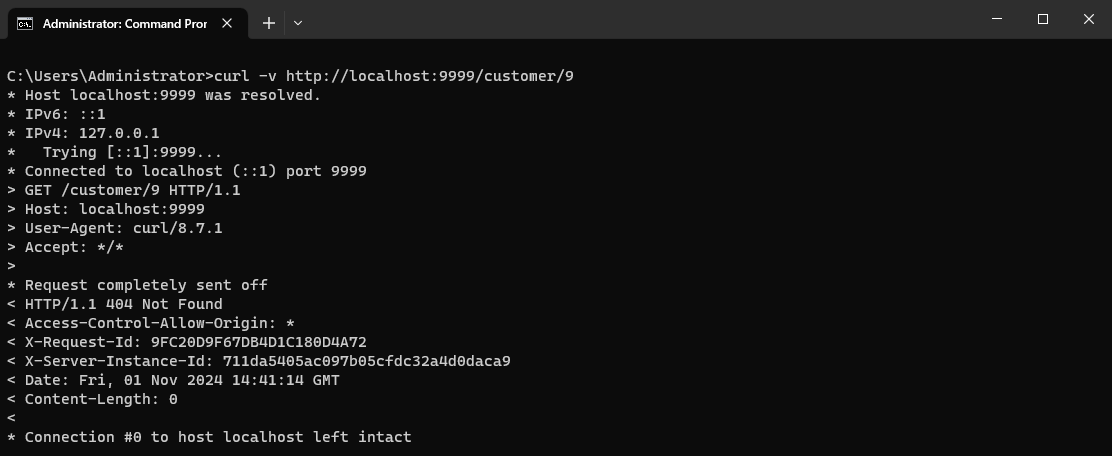 Administrator: Command Pror
C:\Users\Administrator>curl -v http://localhost:9999/customer/9
* Host localhost:9999 was resolved.
* IPv6: ::1
* IPv4: 127.0.0.1
*   Trying [::1]:9999...
* Connected to localhost (::1) port 9999
> GET /customer/9 HTTP/1.1
> Host: localhost:9999
> User-Agent: curl/8.7.1
> Accept: */*
>
* Request completely sent off
< HTTP/1.1 404 Not Found
< Access-Control-Allow-Origin: *
< X-Request-Id: 9FC20D9F67DB4D1C180D4A72
< X-Server-Instance-Id: 711da5405ac097b05cfdc32a4d0daca9
< Date: Fri, 01 Nov 2024 14:41:14 GMT
< Content-Length: 0
<
* Connection #0 to host localhost left intact